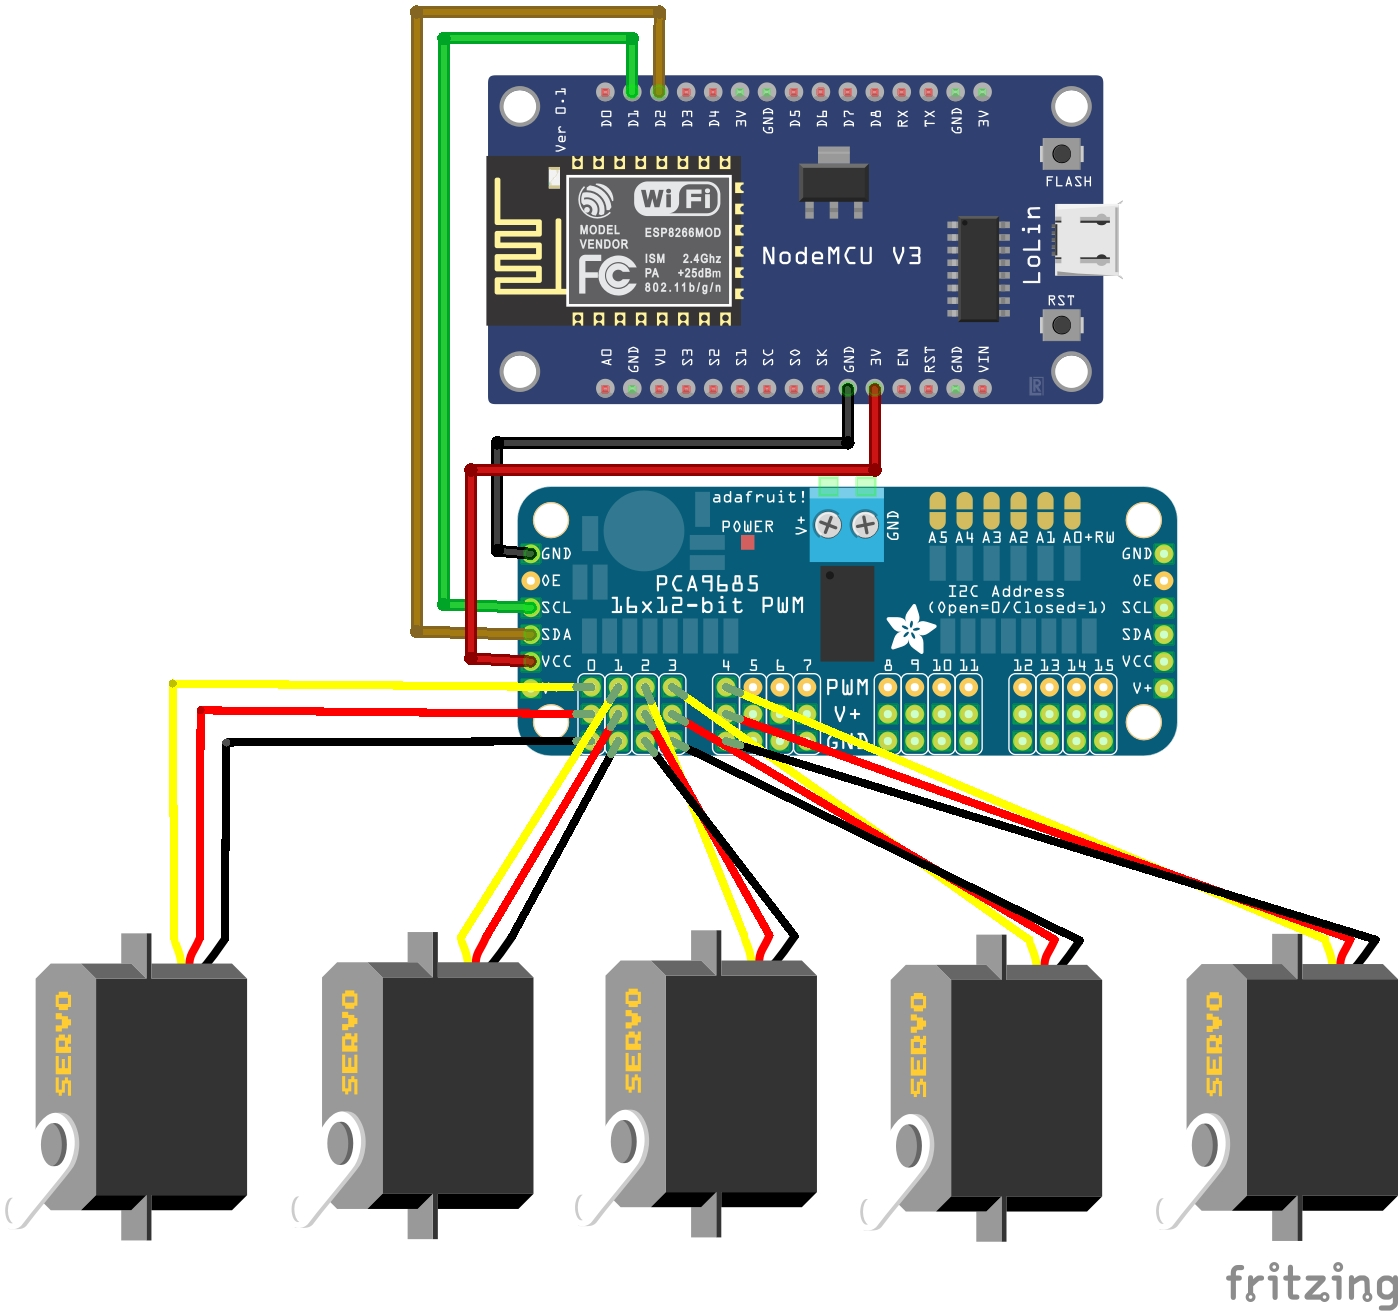 Ver 0.1
D0 D1 D2 D3 D4 3V GND D5 D6 D7 D8 RX TX GND 3V
FLASH
WiFi
MODEL
VENDOR
ESP8266MOD
FC
ISM 2.4Ghz
PA +25dBm
802.11b/g/n
NodeMCU V3
LoLin
RST
A0 GND VU S3 S2 S1 SC S0 SK GND 3V EN RST GND VIN
R
adafruit!
POWER
V+
GND
A5 A4 A3 A2 A1 A0+RW
GND
OE
SCL
SDA
VCC
PCA9685
16x12-bit PWM
I2C Address
(Open=0/Closed=1)
GND
OE
SCL
SDA
VCC
V+
0 1 2 3 4 5 6 7 8 9 10 11 12 13 14 15
PWM
V+
GND
SERVO
SERVO
SERVO
SERVO
SERVO
fritzing